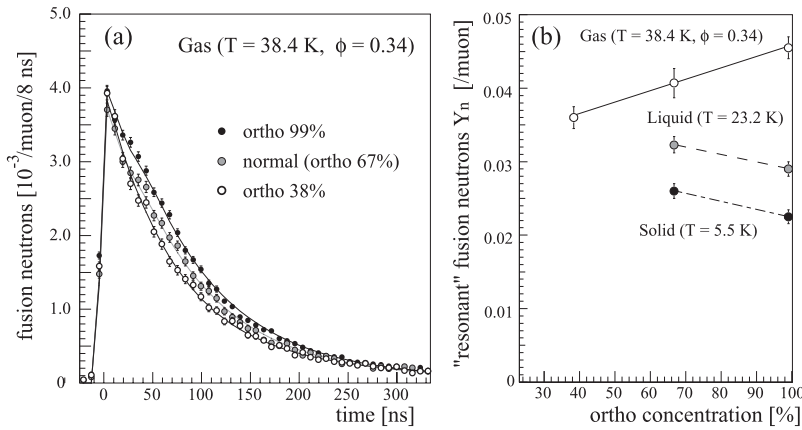 (a)
Gas (T = 38.4 K, ϕ = 0.34)
ortho 99%
normal (ortho 67%)
ortho 38%
fusion neutrons [10⁻³/muon/8 ns]
5.0
4.0
3.0
2.0
1.0
0
0 50 100 150 200 250 300
time [ns]
(b)
Gas (T = 38.4 K, ϕ = 0.34)
Liquid (T = 23.2 K)
Solid (T = 5.5 K)
"resonant" fusion neutrons Yₙ [/muon]
0.05
0.04
0.03
0.02
0.01
0
30 40 50 60 70 80 90 100
ortho concentration [%]